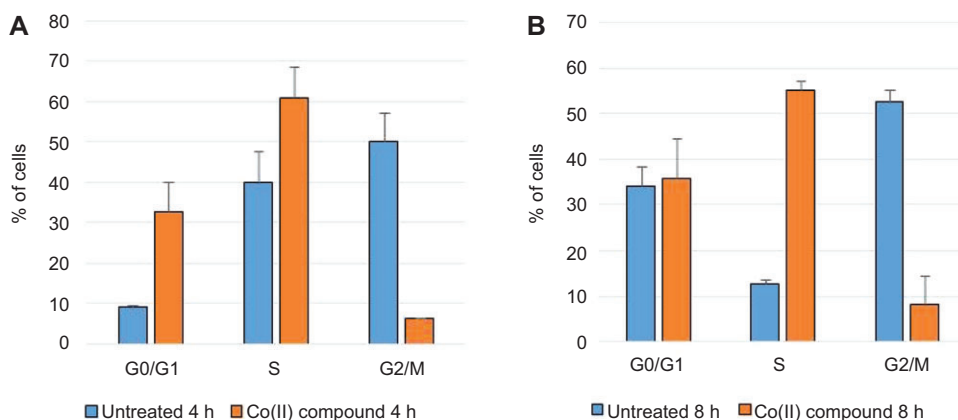 A
% of cells
80
70
60
50
40
30
20
10
0
G0/G1 S G2/M
Untreated 4 h Co(II) compound 4 h
B
% of cells
70
60
50
40
30
20
10
0
G0/G1 S G2/M
Untreated 8 h Co(II) compound 8 h